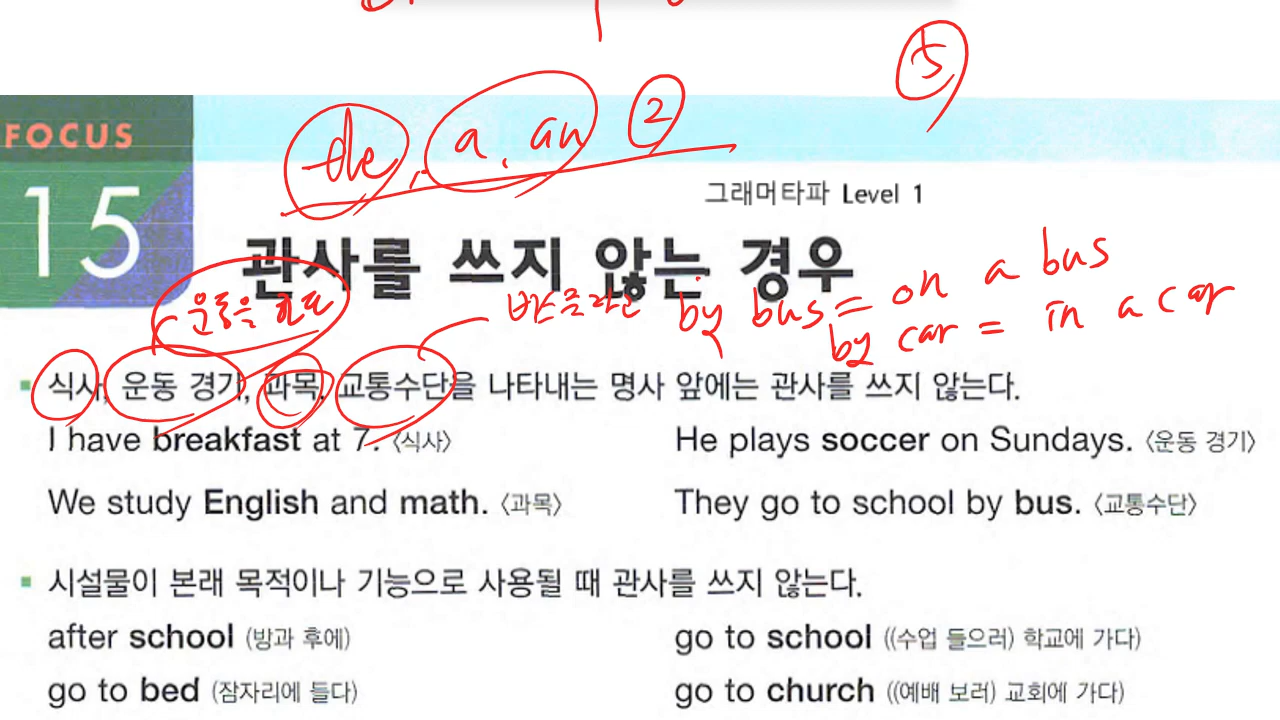 5
the, a, an 2
FOCUS
15
그래머타파 Level 1
관사를 쓰지 않는 경우
운동을 한다
by bus = on a bus
by car = in a car
식사, 운동 경기, 과목, 교통수단을 나타내는 명사 앞에는 관사를 쓰지 않는다.
I have breakfast at 7. 〈식사〉
He plays soccer on Sundays. 〈운동 경기〉
We study English and math. 〈과목〉
They go to school by bus. 〈교통수단〉
시설물이 본래 목적이나 기능으로 사용될 때 관사를 쓰지 않는다.
after school (방과 후에)
go to school ((수업 들으러) 학교에 가다)
go to bed (잠자리에 들다)
go to church ((예배 보러) 교회에 가다)